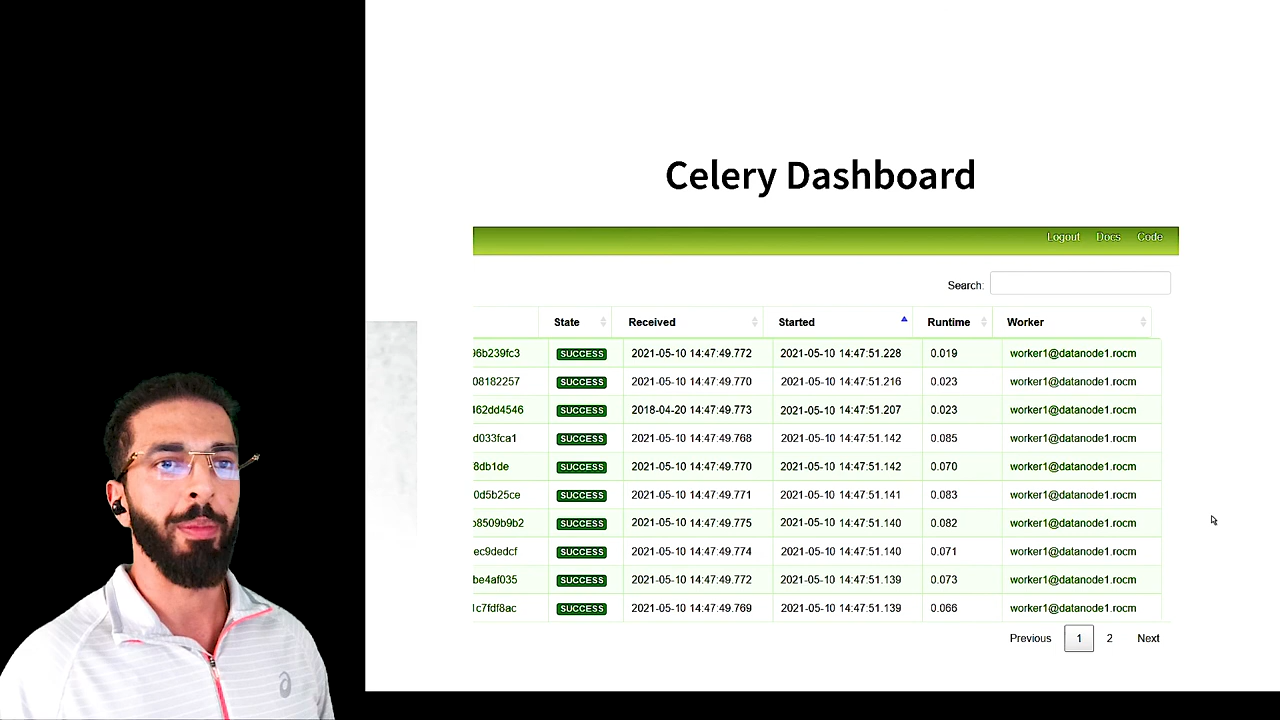 Celery Dashboard
Logout Docs Code
Search:
State Received Started Runtime Worker
96b239fc3 SUCCESS 2021-05-10 14:47:49.772 2021-05-10 14:47:51.228 0.019 worker1@datanode1.rocm
08182257 SUCCESS 2021-05-10 14:47:49.770 2021-05-10 14:47:51.216 0.023 worker1@datanode1.rocm
462dd4546 SUCCESS 2018-04-20 14:47:49.773 2021-05-10 14:47:51.207 0.023 worker1@datanode1.rocm
d033fca1 SUCCESS 2021-05-10 14:47:49.768 2021-05-10 14:47:51.142 0.085 worker1@datanode1.rocm
8db1de SUCCESS 2021-05-10 14:47:49.770 2021-05-10 14:47:51.142 0.070 worker1@datanode1.rocm
0d5b25ce SUCCESS 2021-05-10 14:47:49.771 2021-05-10 14:47:51.141 0.083 worker1@datanode1.rocm
b8509b9b2 SUCCESS 2021-05-10 14:47:49.775 2021-05-10 14:47:51.140 0.082 worker1@datanode1.rocm
ec9dedcf SUCCESS 2021-05-10 14:47:49.774 2021-05-10 14:47:51.140 0.071 worker1@datanode1.rocm
be4af035 SUCCESS 2021-05-10 14:47:49.772 2021-05-10 14:47:51.139 0.073 worker1@datanode1.rocm
1c7fdf8ac SUCCESS 2021-05-10 14:47:49.769 2021-05-10 14:47:51.139 0.066 worker1@datanode1.rocm
Previous 1 2 Next